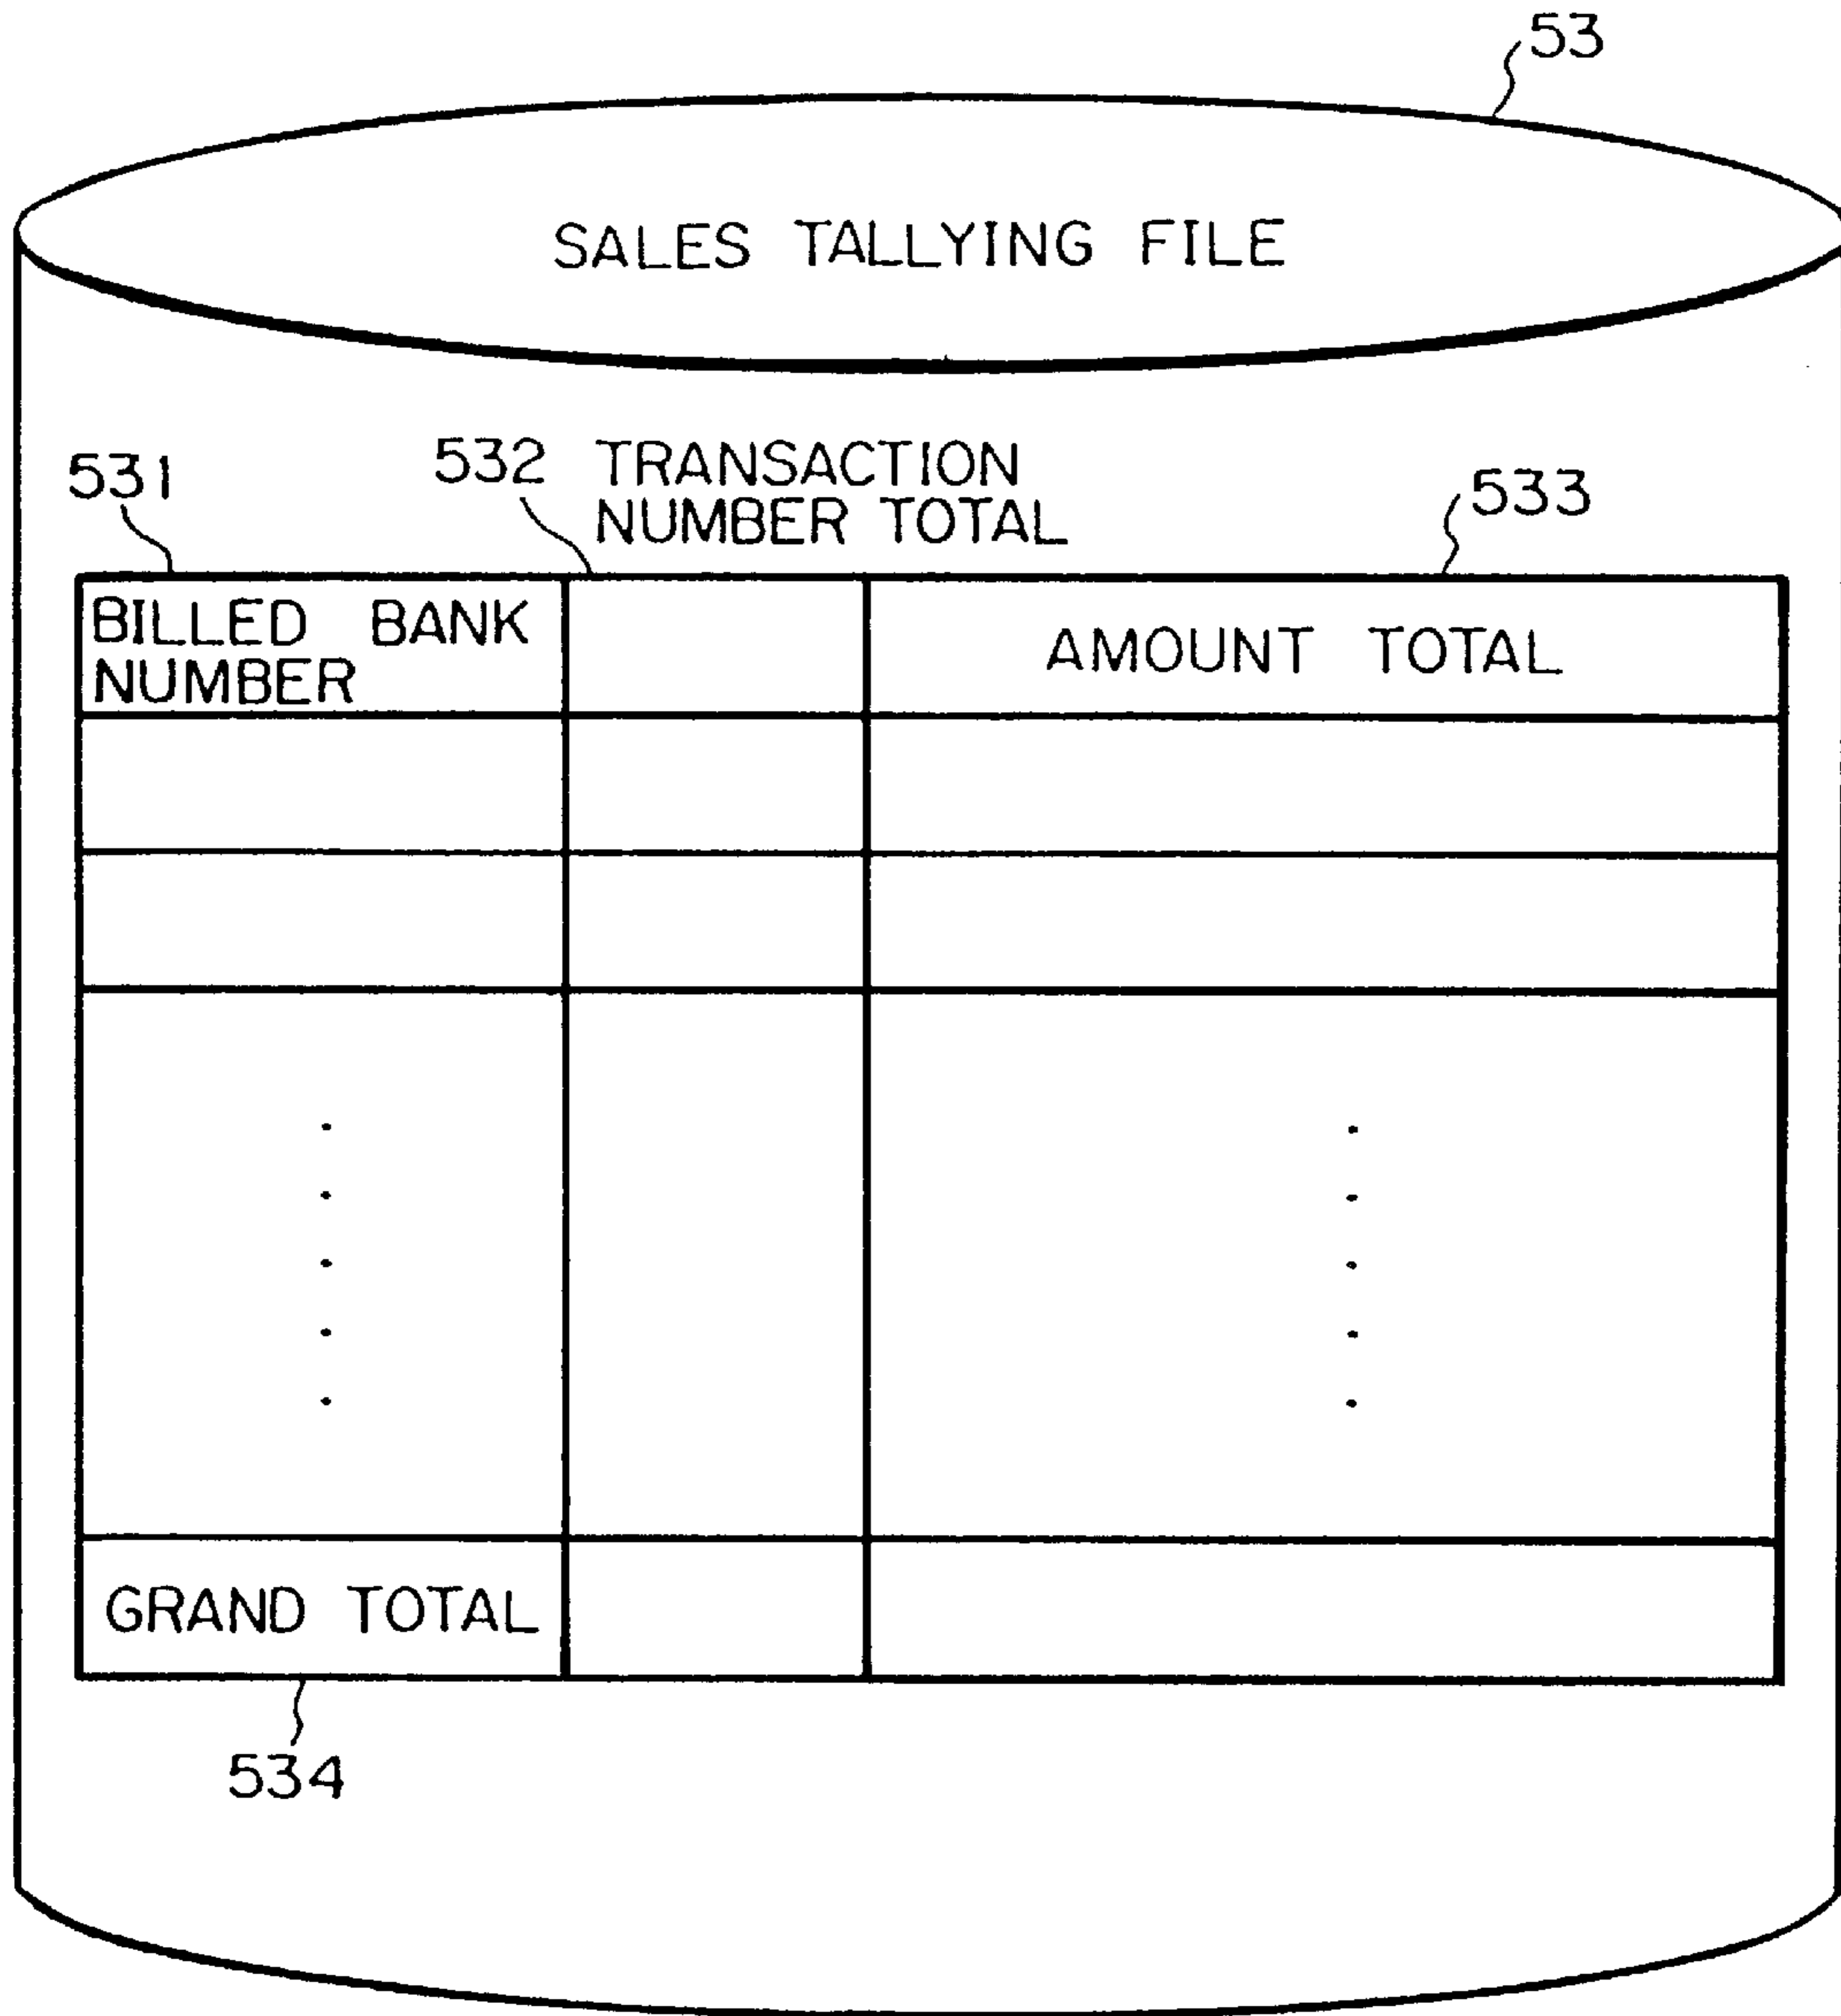 53
SALES TALLYING FILE
531
532 TRANSACTION
NUMBER TOTAL
533
BILLED BANK
NUMBER
AMOUNT TOTAL
GRAND TOTAL
534